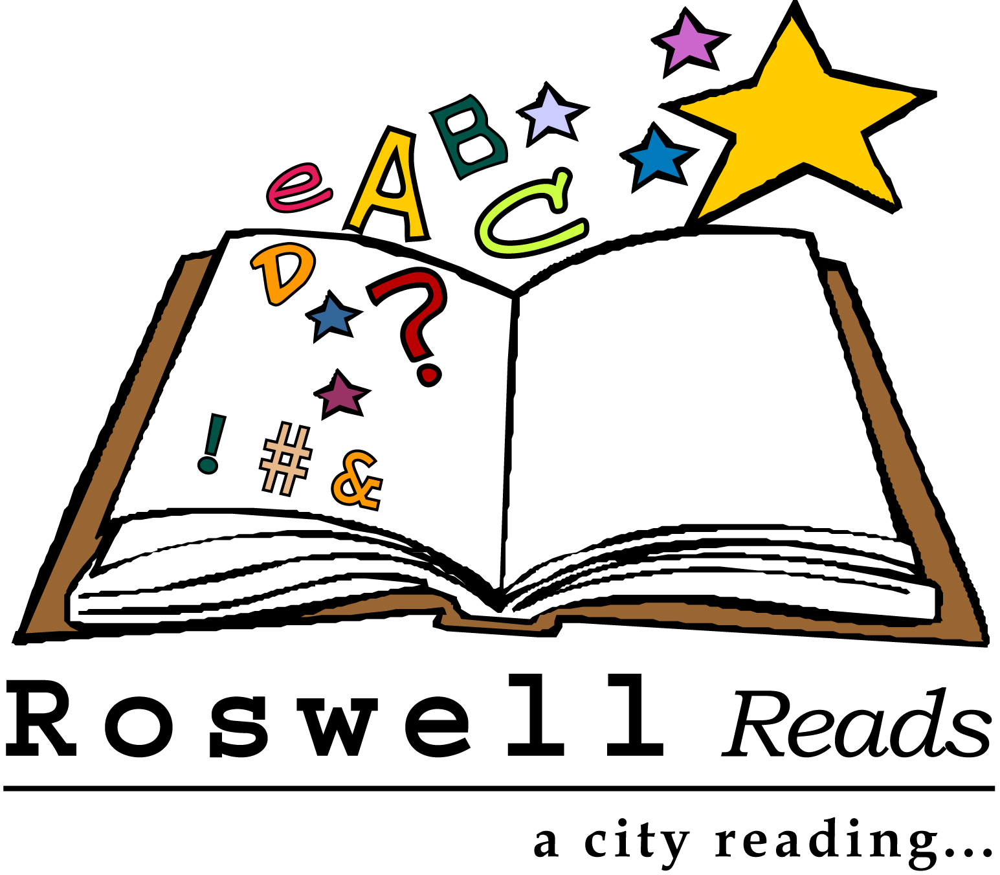 e A B C
D ?
! # &
Roswell Reads
a city reading...